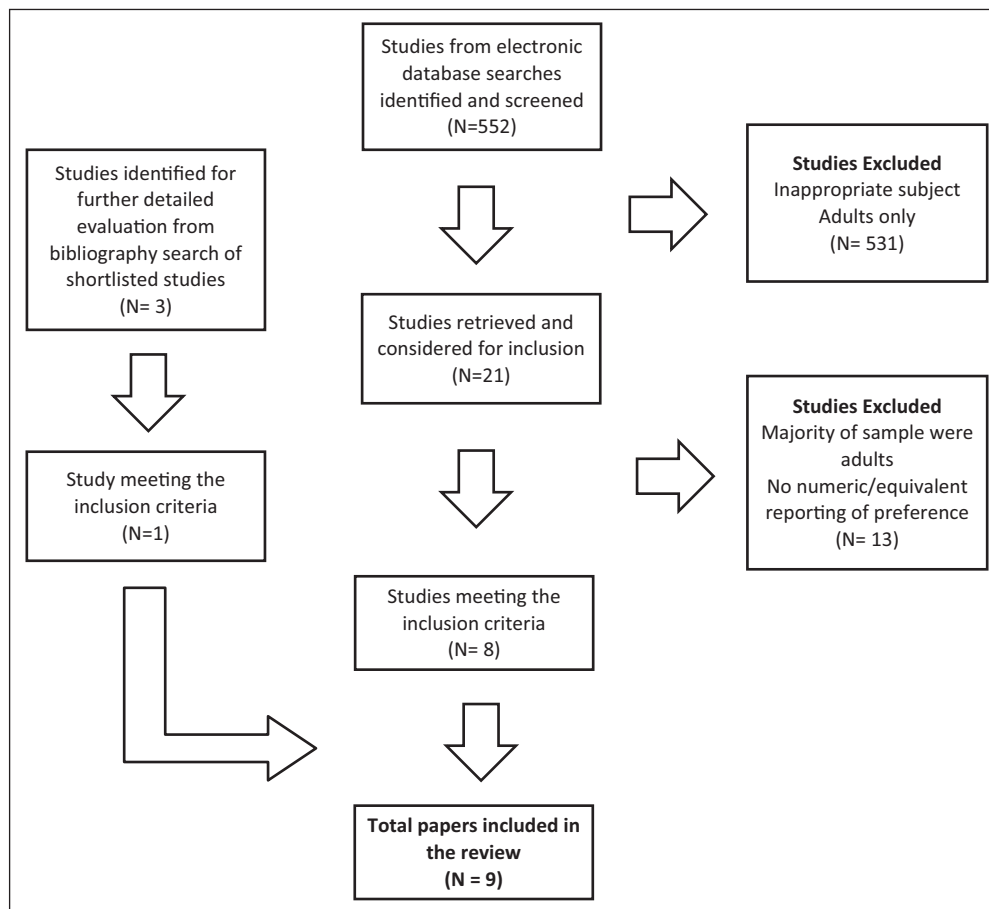 Studies from electronic
database searches
identified and screened
(N=552)
Studies Excluded
Inappropriate subject
Adults only
(N= 531)
Studies identified for
further detailed
evaluation from
bibliography search of
shortlisted studies
(N= 3)
Studies retrieved and
considered for inclusion
(N=21)
Studies Excluded
Majority of sample were
adults
No numeric/equivalent
reporting of preference
(N= 13)
Study meeting the
inclusion criteria
(N=1)
Studies meeting the
inclusion criteria
(N= 8)
Total papers included in
the review
(N = 9)